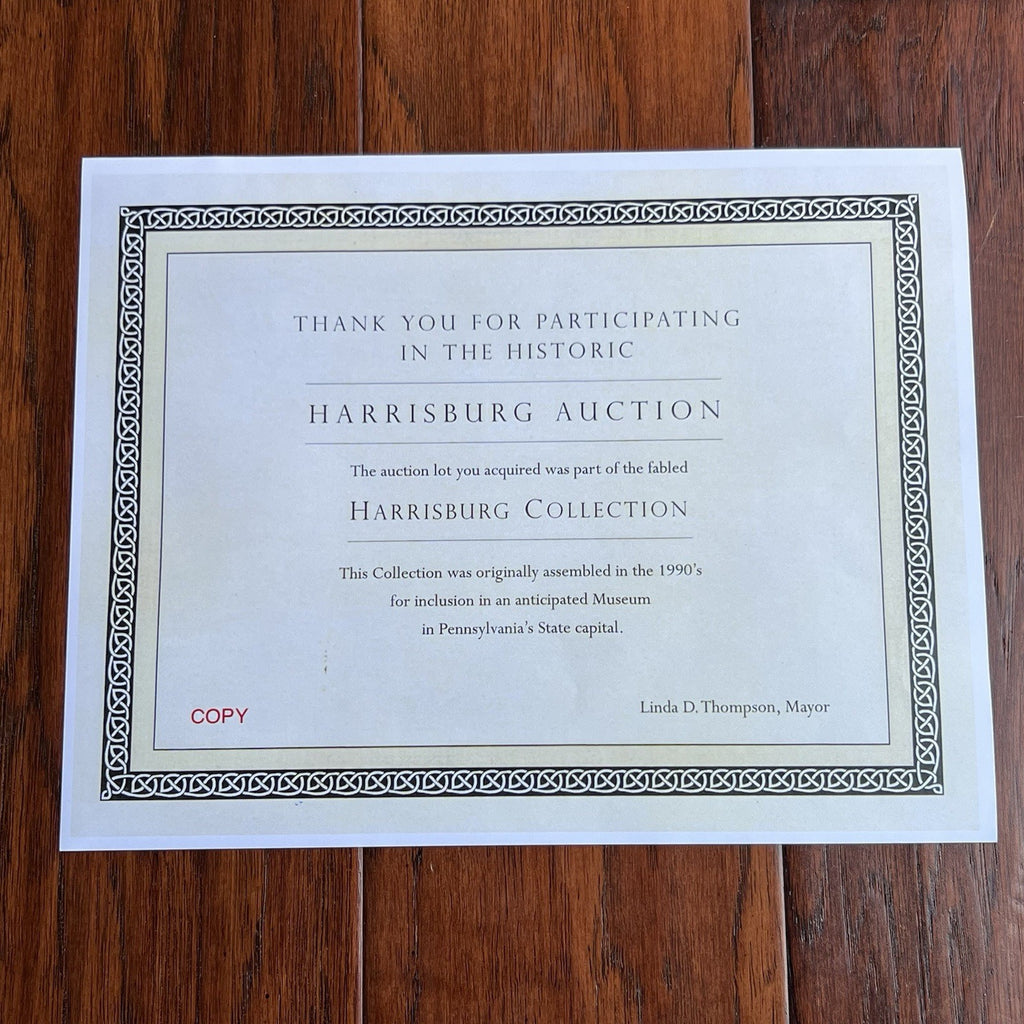 THANK YOU FOR PARTICIPATING
IN THE HISTORIC
HARRISBURG AUCTION
The auction lot you acquired was part of the fabled
HARRISBURG COLLECTION
This Collection was originally assembled in the 1990's
for inclusion in an anticipated Museum
in Pennsylvania's State capital.
Linda D. Thompson, Mayor
COPY